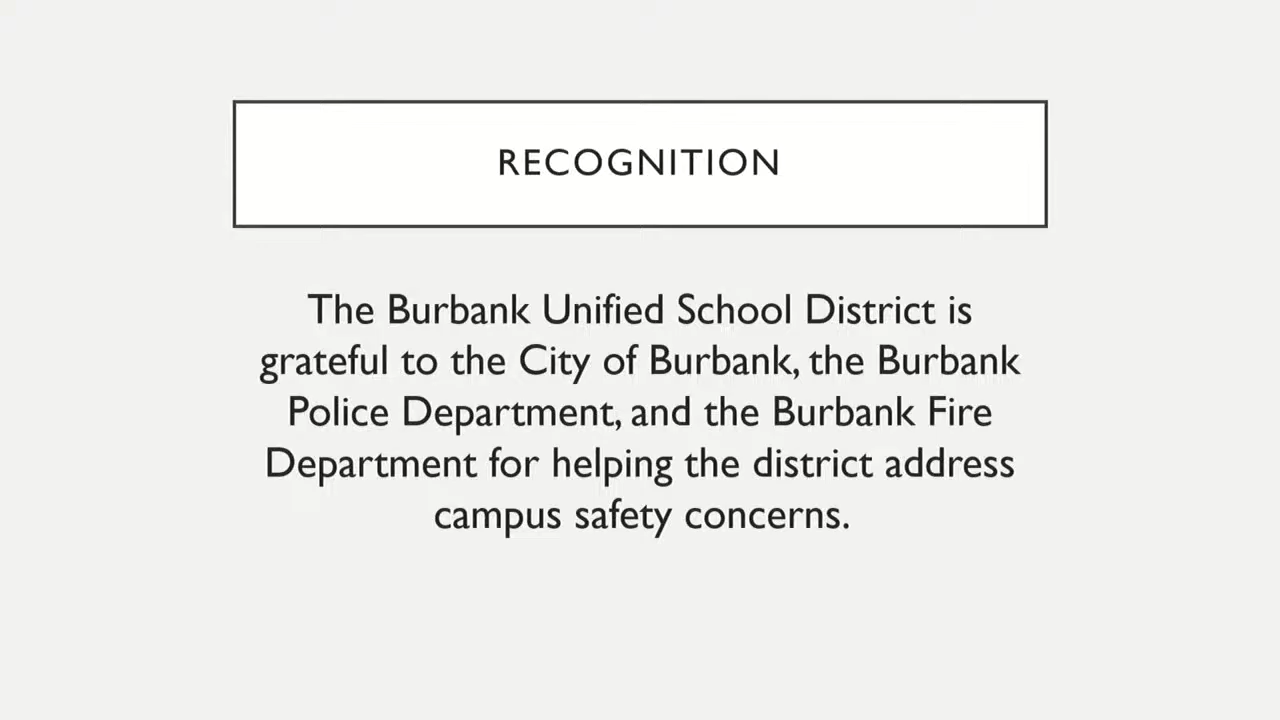 RECOGNITION
The Burbank Unified School District is
grateful to the City of Burbank, the Burbank
Police Department, and the Burbank Fire
Department for helping the district address
campus safety concerns.